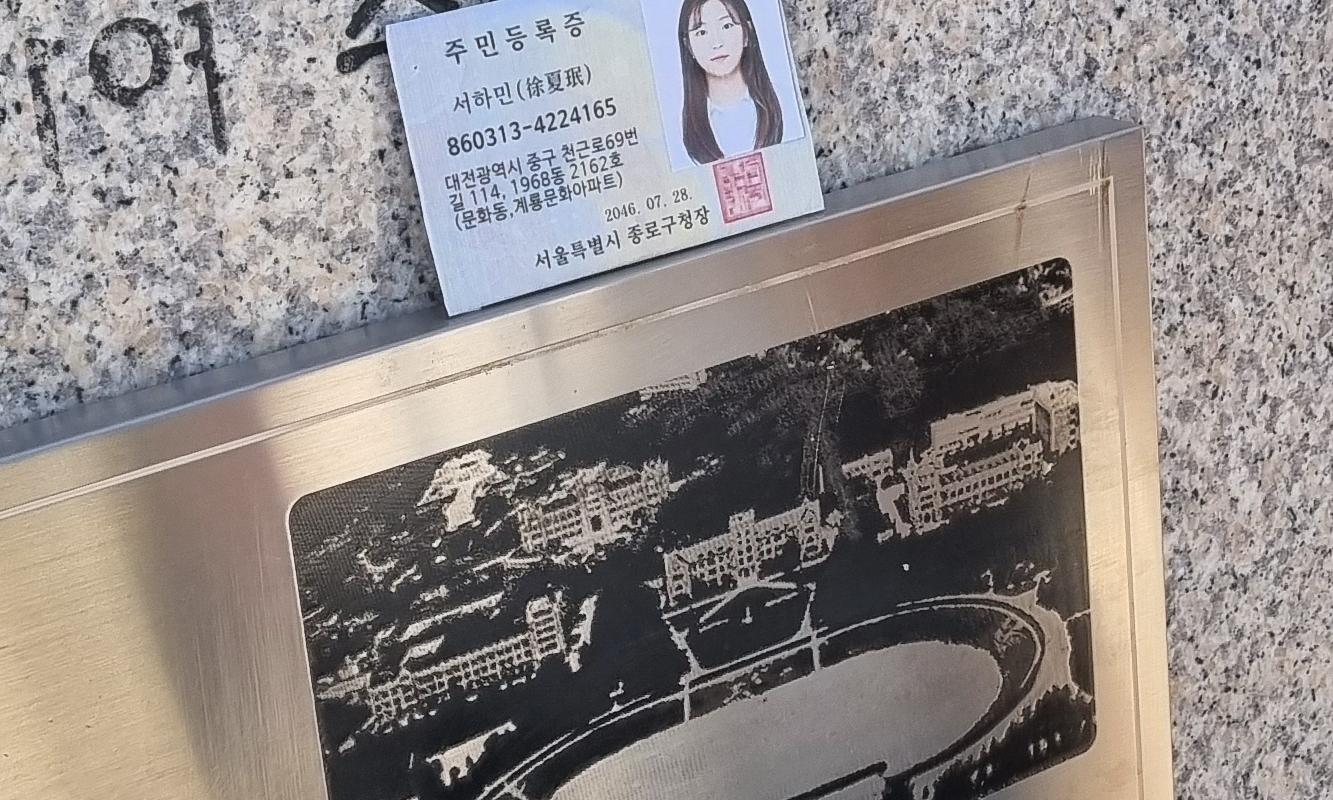 주민등록증
서하민(徐夏珉)
860313-4224165
대전광역시 중구 천근로69번
길 114, 1968동 2162호
(문화동,계룡문화아파트)
2046. 07. 28.
서울특별시 종로구청장